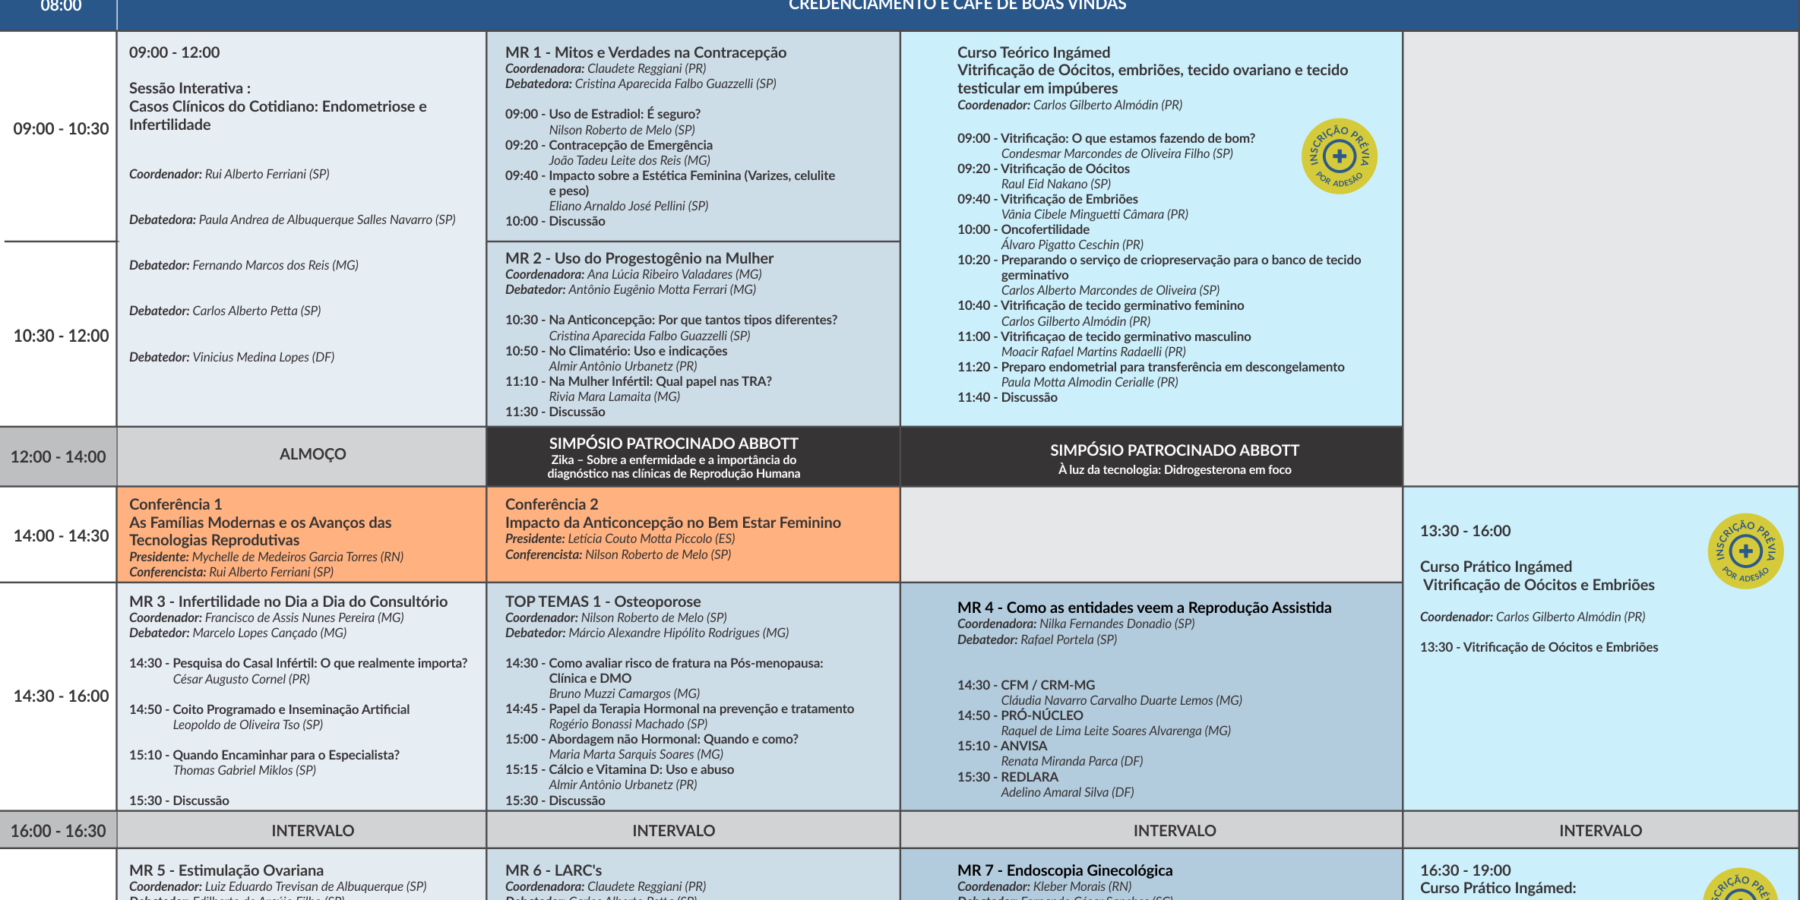 08:00
CREDENCIAMENTO E CAFÉ DE BOAS VINDAS
09:00 - 10:30
10:30 - 12:00
09:00 - 12:00
Sessão Interativa :
Casos Clínicos do Cotidiano: Endometriose e
Infertilidade
Coordenador: Rui Alberto Ferriani (SP)
Debatedora: Paula Andrea de Albuquerque Salles Navarro (SP)
Debatedor: Fernando Marcos dos Reis (MG)
Debatedor: Carlos Alberto Petta (SP)
Debatedor: Vinicius Medina Lopes (DF)
MR 1 - Mitos e Verdades na Contracepção
Coordenadora: Claudete Reggiani (PR)
Debatedora: Cristina Aparecida Falbo Guazzelli (SP)
09:00 - Uso de Estradiol: É seguro?
Nilson Roberto de Melo (SP)
09:20 - Contracepção de Emergência
João Tadeu Leite dos Reis (MG)
09:40 - Impacto sobre a Estética Feminina (Varizes, celulite
e peso)
Eliano Arnaldo José Pellini (SP)
10:00 - Discussão
MR 2 - Uso do Progestogênio na Mulher
Coordenadora: Ana Lúcia Ribeiro Valadares (MG)
Debatedor: Antônio Eugênio Motta Ferrari (MG)
10:30 - Na Anticoncepção: Por que tantos tipos diferentes?
Cristina Aparecida Falbo Guazzelli (SP)
10:50 - No Climatério: Uso e indicações
Almir Antônio Urbanetz (PR)
11:10 - Na Mulher Infértil: Qual papel nas TRA?
Rivia Mara Lamaita (MG)
11:30 - Discussão
Curso Teórico Ingámed
Vitrificação de Oócitos, embriões, tecido ovariano e tecido
testicular em impúberes
Coordenador: Carlos Gilberto Almódin (PR)
09:00 - Vitrificação: O que estamos fazendo de bom?
Condesmar Marcondes de Oliveira Filho (SP)
09:20 - Vitrificação de Oócitos
Raul Eid Nakano (SP)
09:40 - Vitrificação de Embriões
Vânia Cibele Minguetti Câmara (PR)
10:00 - Oncofertilidade
Álvaro Pigatto Ceschin (PR)
10:20 - Preparando o serviço de criopreservação para o banco de tecido
germinativo
Carlos Alberto Marcondes de Oliveira (SP)
10:40 - Vitrificação de tecido germinativo feminino
Carlos Gilberto Almódin (PR)
11:00 - Vitrificaçao de tecido germinativo masculino
Moacir Rafael Martins Radaelli (PR)
11:20 - Preparo endometrial para transferência em descongelamento
Paula Motta Almodin Cerialle (PR)
11:40 - Discussão
INSCRIÇÃO PRÉVIA
POR ADESÃO
12:00 - 14:00
ALMOÇO
SIMPÓSIO PATROCINADO ABBOTT
Zika – Sobre a enfermidade e a importância do
diagnóstico nas clínicas de Reprodução Humana
SIMPÓSIO PATROCINADO ABBOTT
À luz da tecnologia: Didrogesterona em foco
14:00 - 14:30
Conferência 1
As Famílias Modernas e os Avanços das
Tecnologias Reprodutivas
Presidente: Mychelle de Medeiros Garcia Torres (RN)
Conferencista: Rui Alberto Ferriani (SP)
Conferência 2
Impacto da Anticoncepção no Bem Estar Feminino
Presidente: Letícia Couto Motta Piccolo (ES)
Conferencista: Nilson Roberto de Melo (SP)
13:30 - 16:00
Curso Prático Ingámed
Vitrificação de Oócitos e Embriões
Coordenador: Carlos Gilberto Almódin (PR)
13:30 - Vitrificação de Oócitos e Embriões
INSCRIÇÃO PRÉVIA
POR ADESÃO
14:30 - 16:00
MR 3 - Infertilidade no Dia a Dia do Consultório
Coordenador: Francisco de Assis Nunes Pereira (MG)
Debatedor: Marcelo Lopes Cançado (MG)
14:30 - Pesquisa do Casal Infértil: O que realmente importa?
César Augusto Cornel (PR)
14:50 - Coito Programado e Inseminação Artificial
Leopoldo de Oliveira Tso (SP)
15:10 - Quando Encaminhar para o Especialista?
Thomas Gabriel Miklos (SP)
15:30 - Discussão
TOP TEMAS 1 - Osteoporose
Coordenador: Nilson Roberto de Melo (SP)
Debatedor: Márcio Alexandre Hipólito Rodrigues (MG)
14:30 - Como avaliar risco de fratura na Pós-menopausa:
Clínica e DMO
Bruno Muzzi Camargos (MG)
14:45 - Papel da Terapia Hormonal na prevenção e tratamento
Rogério Bonassi Machado (SP)
15:00 - Abordagem não Hormonal: Quando e como?
Maria Marta Sarquis Soares (MG)
15:15 - Cálcio e Vitamina D: Uso e abuso
Almir Antônio Urbanetz (PR)
15:30 - Discussão
MR 4 - Como as entidades veem a Reprodução Assistida
Coordenadora: Nilka Fernandes Donadio (SP)
Debatedor: Rafael Portela (SP)
14:30 - CFM / CRM-MG
Cláudia Navarro Carvalho Duarte Lemos (MG)
14:50 - PRÓ-NÚCLEO
Raquel de Lima Leite Soares Alvarenga (MG)
15:10 - ANVISA
Renata Miranda Parca (DF)
15:30 - REDLARA
Adelino Amaral Silva (DF)
16:00 - 16:30
INTERVALO
INTERVALO
INTERVALO
INTERVALO
MR 5 - Estimulação Ovariana
Coordenador: Luiz Eduardo Trevisan de Albuquerque (SP)
MR 6 - LARC's
Coordenadora: Claudete Reggiani (PR)
MR 7 - Endoscopia Ginecológica
Coordenador: Kleber Morais (RN)
16:30 - 19:00
Curso Prático Ingámed: